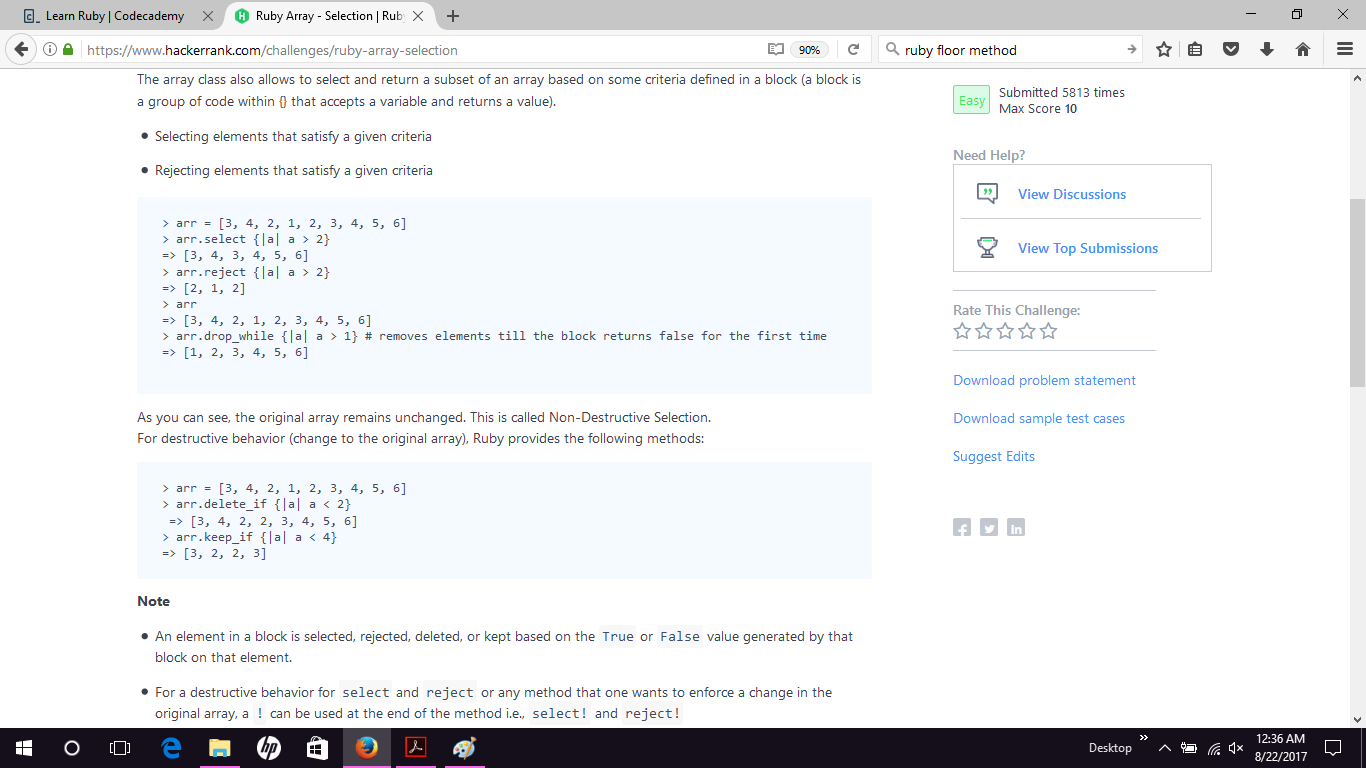 Learn Ruby | Codecademy
Ruby Array - Selection | Rub
https://www.hackerrank.com/challenges/ruby-array-selection
90%
ruby floor method
The array class also allows to select and return a subset of an array based on some criteria defined in a block (a block is
a group of code within {} that accepts a variable and returns a value).
• Selecting elements that satisfy a given criteria
• Rejecting elements that satisfy a given criteria
> arr = [3, 4, 2, 1, 2, 3, 4, 5, 6]
> arr.select {|a| a > 2}
=> [3, 4, 3, 4, 5, 6]
> arr.reject {|a| a > 2}
=> [2, 1, 2]
> arr
=> [3, 4, 2, 1, 2, 3, 4, 5, 6]
> arr.drop_while {|a| a > 1} # removes elements till the block returns false for the first time
=> [1, 2, 3, 4, 5, 6]
As you can see, the original array remains unchanged. This is called Non-Destructive Selection.
For destructive behavior (change to the original array), Ruby provides the following methods:
> arr = [3, 4, 2, 1, 2, 3, 4, 5, 6]
> arr.delete_if {|a| a < 2}
=> [3, 4, 2, 2, 3, 4, 5, 6]
> arr.keep_if {|a| a < 4}
=> [3, 2, 2, 3]
Note
• An element in a block is selected, rejected, deleted, or kept based on the True or False value generated by that
block on that element.
• For a destructive behavior for select and reject or any method that one wants to enforce a change in the
original array, a ! can be used at the end of the method i.e., select! and reject!
Easy
Submitted 5813 times
Max Score 10
Need Help?
View Discussions
View Top Submissions
Rate This Challenge:
Download problem statement
Download sample test cases
Suggest Edits
Desktop
12:36 AM
8/22/2017